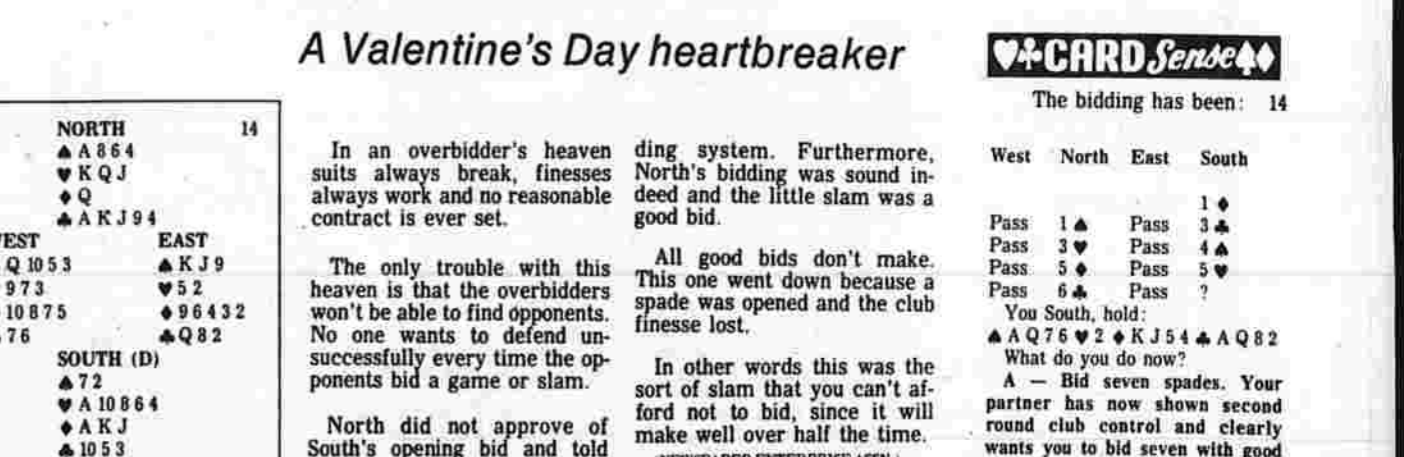 A Valentine's Day heartbreaker
NORTH 14
♠ A 8 6 4
♥ K Q J
♦ Q
♣ A K J 9 4
EST EAST
Q 10 5 3 ♠ K J 9
9 7 3 ♥ 5 2
10 8 7 5 ♦ 9 6 4 3 2
7 6 ♣ Q 8 2
SOUTH (D)
♠ 7 2
♥ A 10 8 6 4
♦ A K J
♣ 10 5 3
In an overbidder's heaven
suits always break, finesses
always work and no reasonable
contract is ever set.
The only trouble with this
heaven is that the overbidders
won't be able to find opponents.
No one wants to defend un-
successfully every time the op-
ponents bid a game or slam.
North did not approve of
South's opening bid and told
ding system. Furthermore,
North's bidding was sound in-
deed and the little slam was a
good bid.
All good bids don't make.
This one went down because a
spade was opened and the club
finesse lost.
In other words this was the
sort of slam that you can't af-
ford not to bid, since it will
make well over half the time.
♥♣CARD Sense♠♦
The bidding has been: 14
West North East South
1 ♦
Pass 1 ♠ Pass 3 ♣
Pass 3 ♥ Pass 4 ♠
Pass 5 ♦ Pass 5 ♥
Pass 6 ♣ Pass ?
You South, hold:
♠ A Q 7 6 ♥ 2 ♦ K J 5 4 ♣ A Q 8 2
What do you do now?
A — Bid seven spades. Your
partner has now shown second
round club control and clearly
wants you to bid seven with good